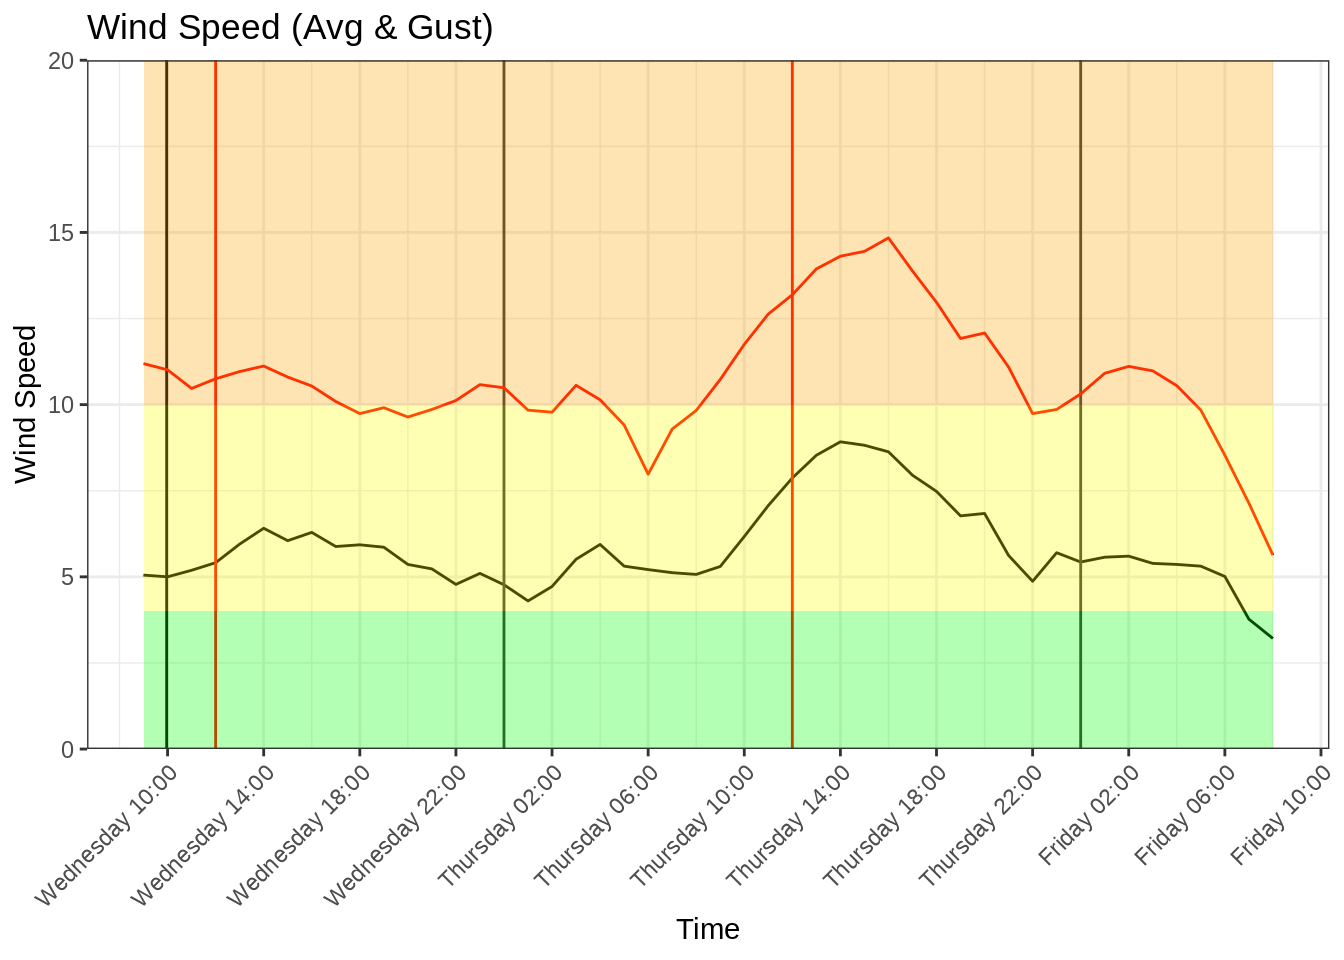 Wind Speed (Avg & Gust)
Wind Speed
20
15
10
5
0
Wednesday 10:00
Wednesday 14:00
Wednesday 18:00
Wednesday 22:00
Thursday 02:00
Thursday 06:00
Thursday 10:00
Thursday 14:00
Thursday 18:00
Thursday 22:00
Friday 02:00
Friday 06:00
Friday 10:00
Time